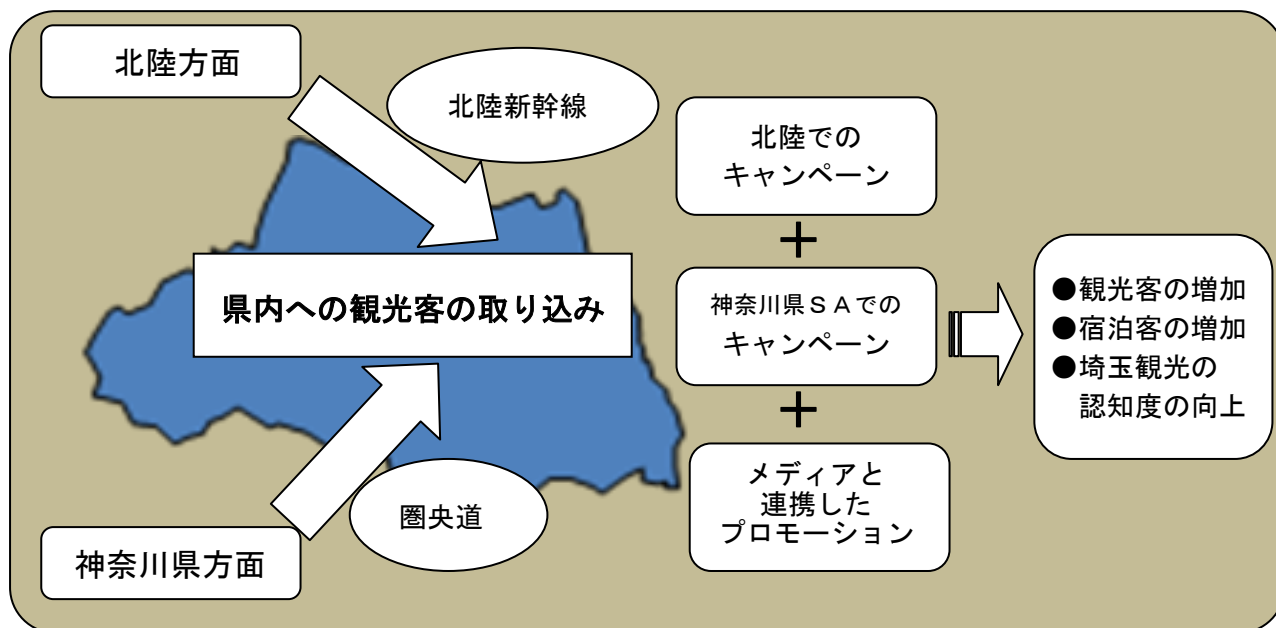 北陸方面
北陸新幹線
県内への観光客の取り込み
圏央道
神奈川県方面
北陸での
キャンペーン
＋
神奈川県ＳＡでの
キャンペーン
＋
メディアと
連携した
プロモーション
●観光客の増加
●宿泊客の増加
●埼玉観光の
認知度の向上